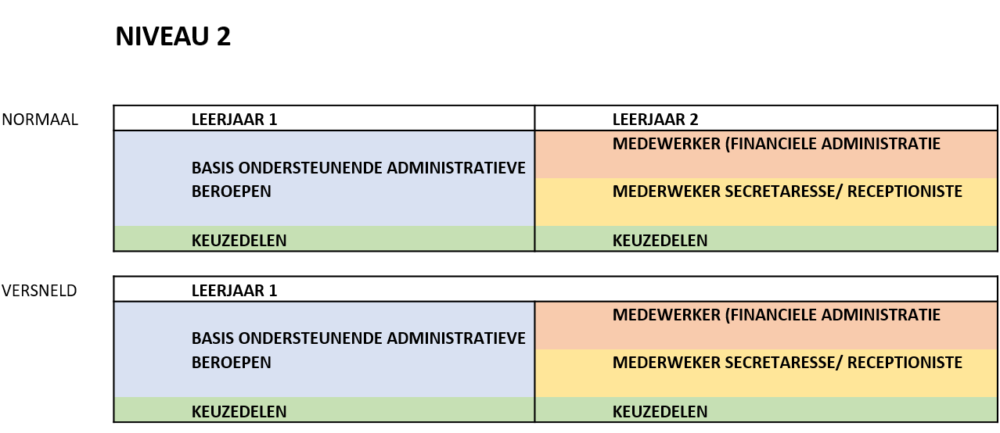 NIVEAU 2
NORMAAL
LEERJAAR 1
LEERJAAR 2
BASIS ONDERSTEUNENDE ADMINISTRATIEVE
BEROEPEN
MEDEWERKER (FINANCIELE ADMINISTRATIE
MEDERWEKER SECRETARESSE/ RECEPTIONISTE
KEUZEDELEN
KEUZEDELEN
VERSNELD
LEERJAAR 1
BASIS ONDERSTEUNENDE ADMINISTRATIEVE
BEROEPEN
MEDEWERKER (FINANCIELE ADMINISTRATIE
MEDERWEKER SECRETARESSE/ RECEPTIONISTE
KEUZEDELEN
KEUZEDELEN